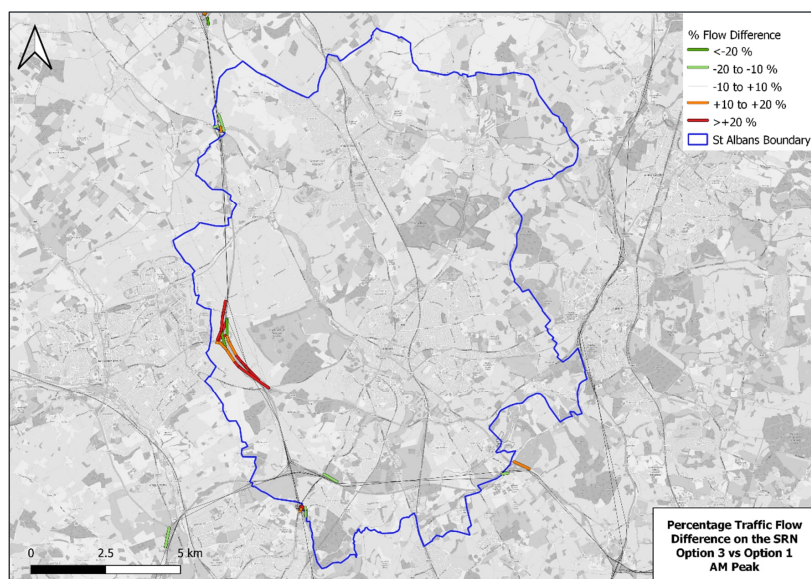 % Flow Difference
<-20 %
-20 to -10 %
-10 to +10 %
+10 to +20 %
>+20 %
St Albans Boundary
0
2.5
5 km
Percentage Traffic Flow
Difference on the SRN
Option 3 vs Option 1
AM Peak